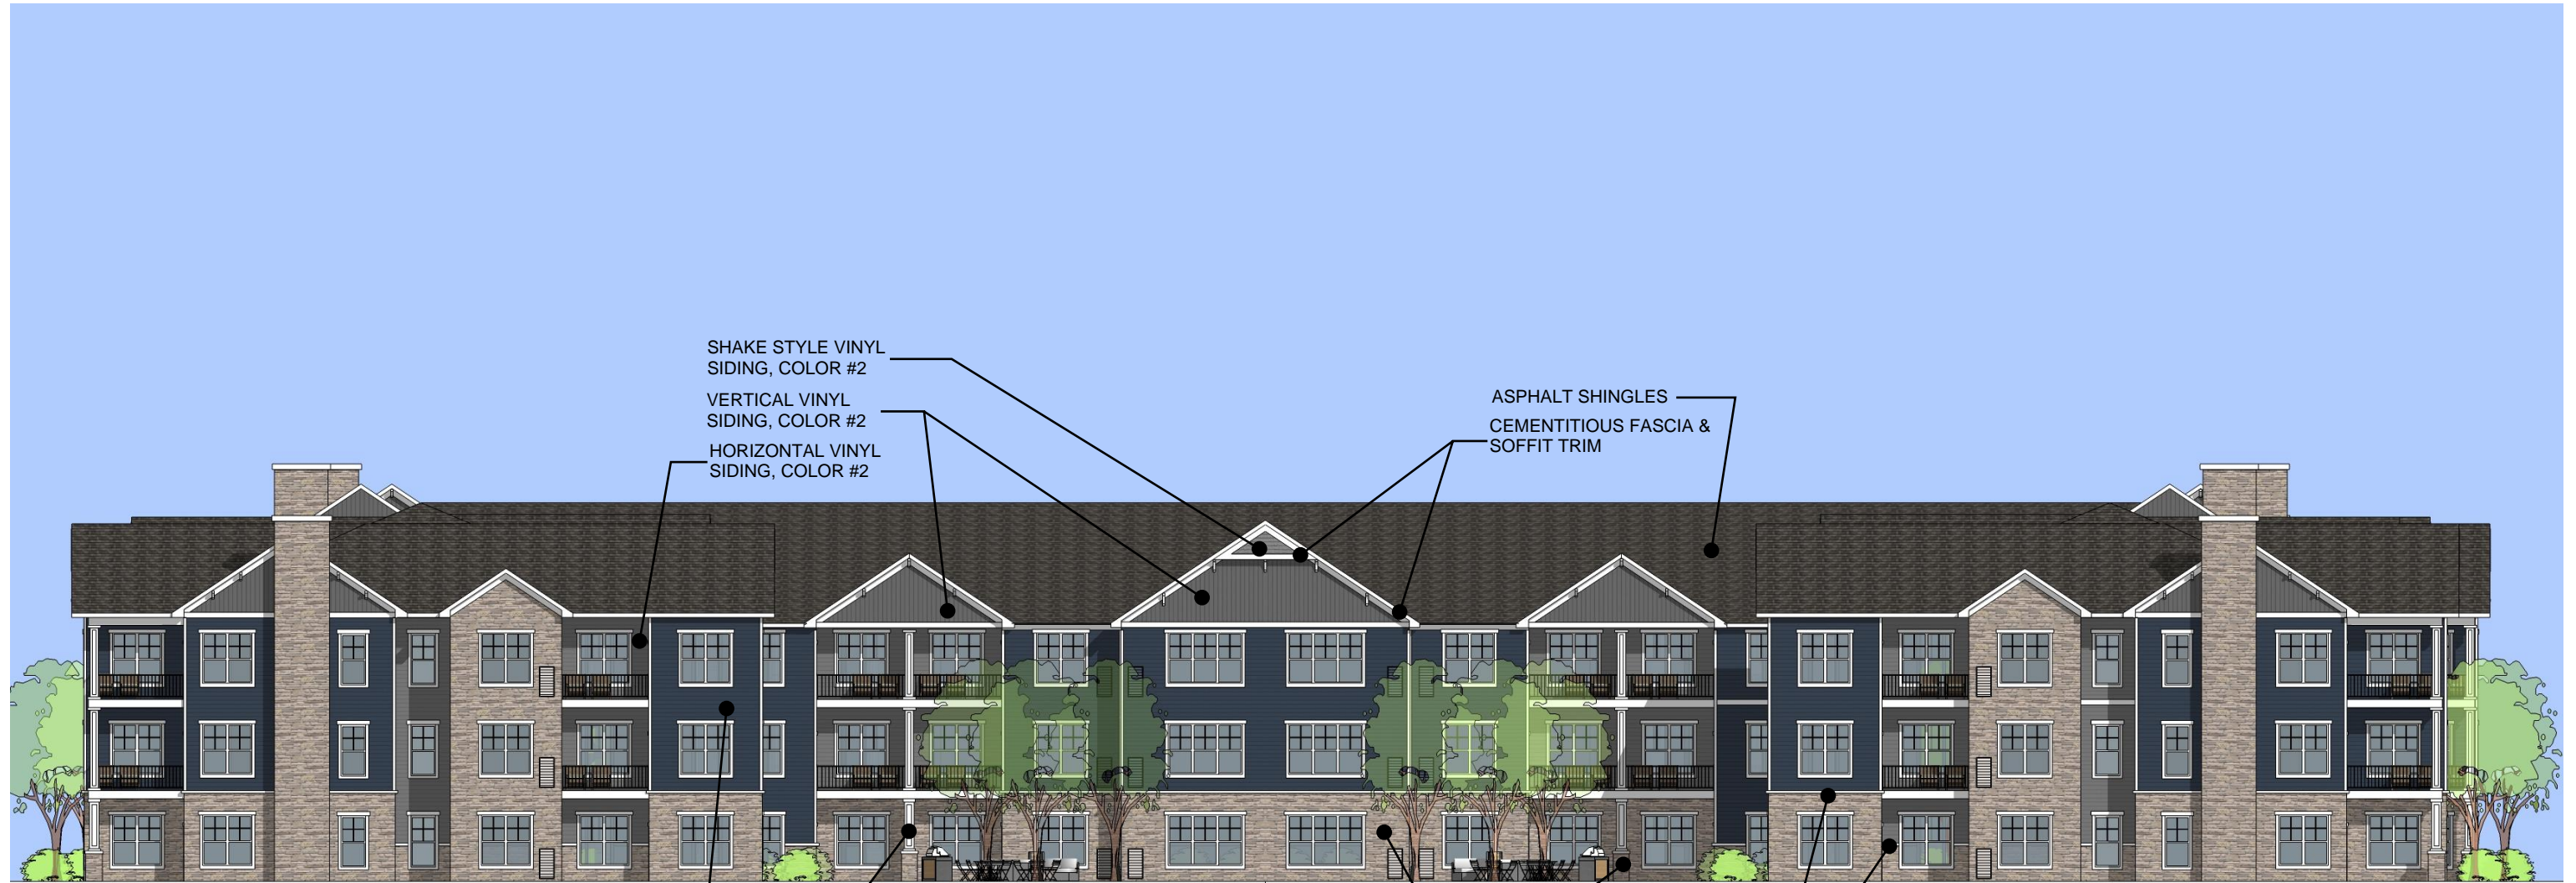 SHAKE STYLE VINYL
SIDING, COLOR #2
VERTICAL VINYL
SIDING, COLOR #2
HORIZONTAL VINYL
SIDING, COLOR #2
ASPHALT SHINGLES
CEMENTITIOUS FASCIA &
SOFFIT TRIM